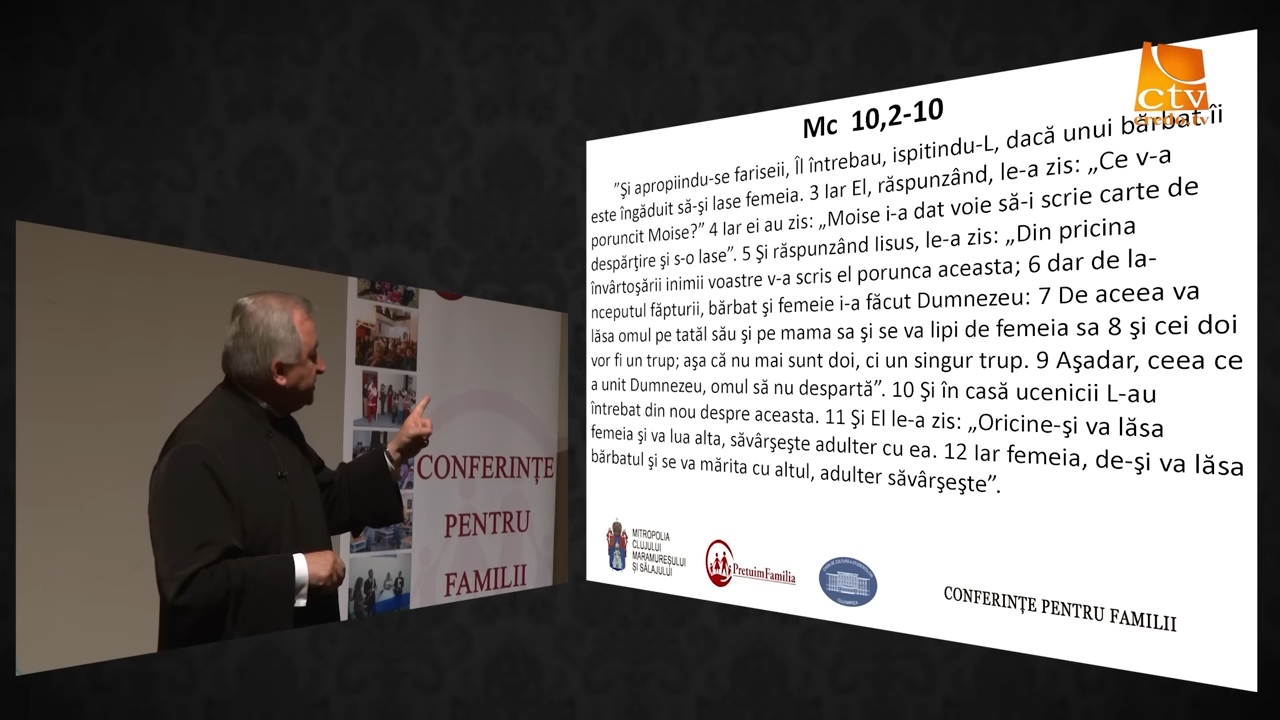 ctv
credo.tv
Mc 10,2-10
”Şi apropiindu-se fariseii, Îl întrebau, ispitindu-L, dacă unui bărbat îi
este îngăduit să-şi lase femeia. 3 Iar El, răspunzând, le-a zis: „Ce v-a
poruncit Moise?” 4 Iar ei au zis: „Moise i-a dat voie să-i scrie carte de
despărţire şi s-o lase”. 5 Şi răspunzând Iisus, le-a zis: „Din pricina
învârtoşării inimii voastre v-a scris el porunca aceasta; 6 dar de la-
nceputul făpturii, bărbat şi femeie i-a făcut Dumnezeu: 7 De aceea va
lăsa omul pe tatăl său şi pe mama sa şi se va lipi de femeia sa 8 şi cei doi
vor fi un trup; aşa că nu mai sunt doi, ci un singur trup. 9 Aşadar, ceea ce
a unit Dumnezeu, omul să nu despartă”. 10 Şi în casă ucenicii L-au
întrebat din nou despre aceasta. 11 Şi El le-a zis: „Oricine-şi va lăsa
femeia şi va lua alta, săvârşeşte adulter cu ea. 12 Iar femeia, de-şi va lăsa
bărbatul şi se va mărita cu altul, adulter săvârşeşte”.
MITROPOLIA
CLUJULUI
MARAMUREŞULUI
ŞI SĂLAJULUI
PretuimFamilia
CONFERINŢE PENTRU FAMILII
CONFERINŢE
PENTRU
FAMILII